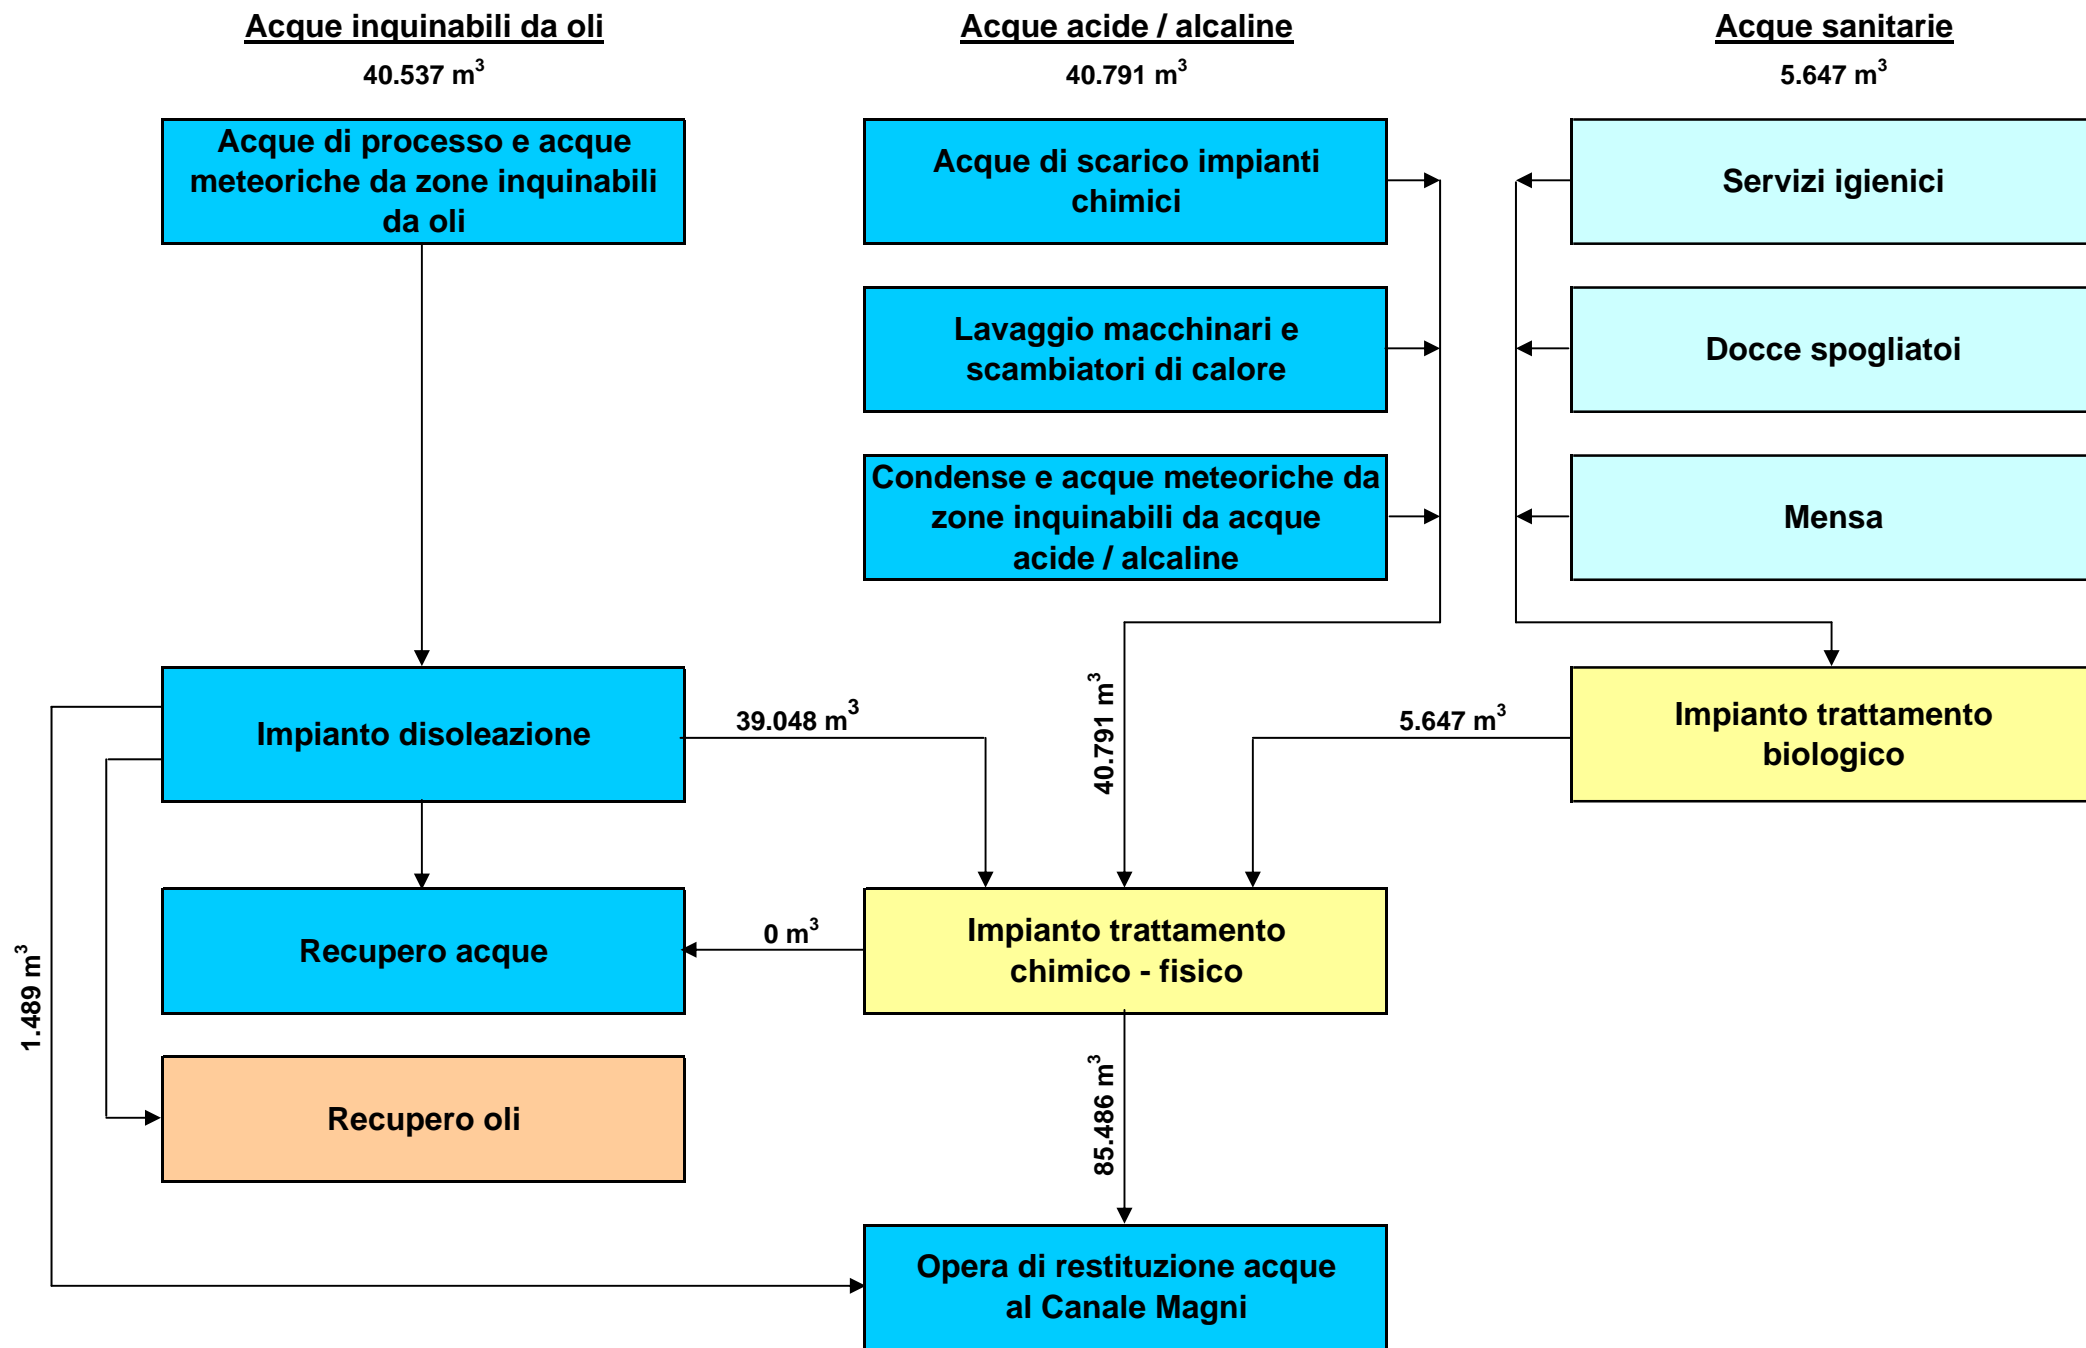 Acque inquinabili da oli
40.537 m³
Acque acide / alcaline
40.791 m³
Acque sanitarie
5.647 m³
Acque di processo e acque
meteoriche da zone inquinabili
da oli
Acque di scarico impianti
chimici
Servizi igienici
Lavaggio macchinari e
scambiatori di calore
Docce spogliatoi
Condense e acque meteoriche da
zone inquinabili da acque
acide / alcaline
Mensa
Impianto disoleazione
39.048 m³
40.791 m³
5.647 m³
Impianto trattamento
biologico
Recupero acque
0 m³
Impianto trattamento
chimico - fisico
1.489 m³
Recupero oli
85.486 m³
Opera di restituzione acque
al Canale Magni